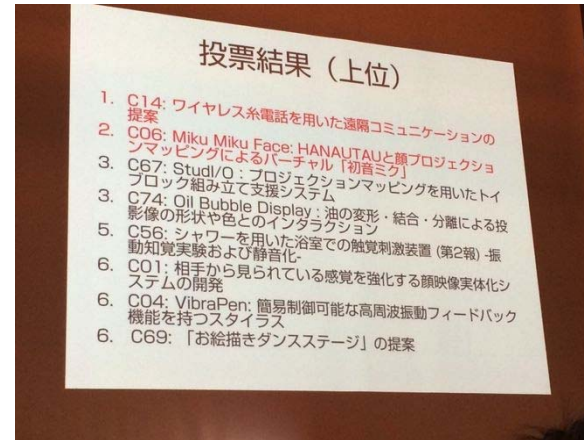 投票結果（上位）
1. C14: ワイヤレス糸電話を用いた遠隔コミュニケーションの
提案
2. C06: Miku Miku Face: HANAUTAUと顔プロジェクショ
ンマッピングによるバーチャル「初音ミク」
3. C67: StudI/O：プロジェクションマッピングを用いたトイ
ブロック組み立て支援システム
3. C74: Oil Bubble Display：油の変形・結合・分離による投
影像の形状や色とのインタラクション
5. C56: シャワーを用いた浴室での触覚刺激装置 (第2報) -振
動知覚実験および静音化-
6. C01: 相手から見られている感覚を強化する顔映像実体化シ
ステムの開発
6. C04: VibraPen: 簡易制御可能な高周波振動フィードバック
機能を持つスタイラス
6. C69: 「お絵描きダンスステージ」の提案